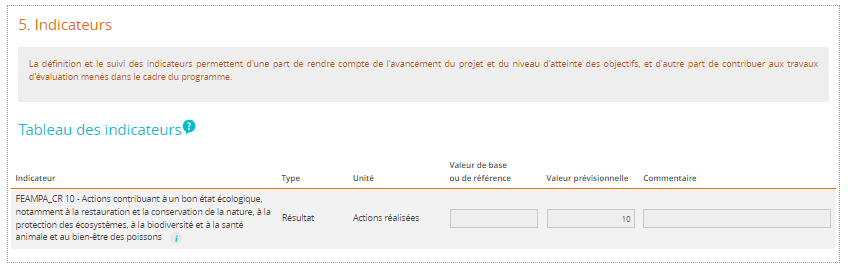 5. Indicateurs
La définition et le suivi des indicateurs permettent d'une part de rendre compte de l'avancement du projet et du niveau d'atteinte des objectifs, et d'autre part de contribuer aux travaux
d'évaluation menés dans le cadre du programme.
Tableau des indicateurs ?
Valeur de base
Indicateur Type Unité ou de référence Valeur prévisionnelle Commentaire
FEAMPA_CR 10 - Actions contribuant à un bon état écologique,
notamment à la restauration et la conservation de la nature, à la
protection des écosystèmes, à la biodiversité et à la santé
animale et au bien-être des poissons i
Résultat Actions réalisées 10